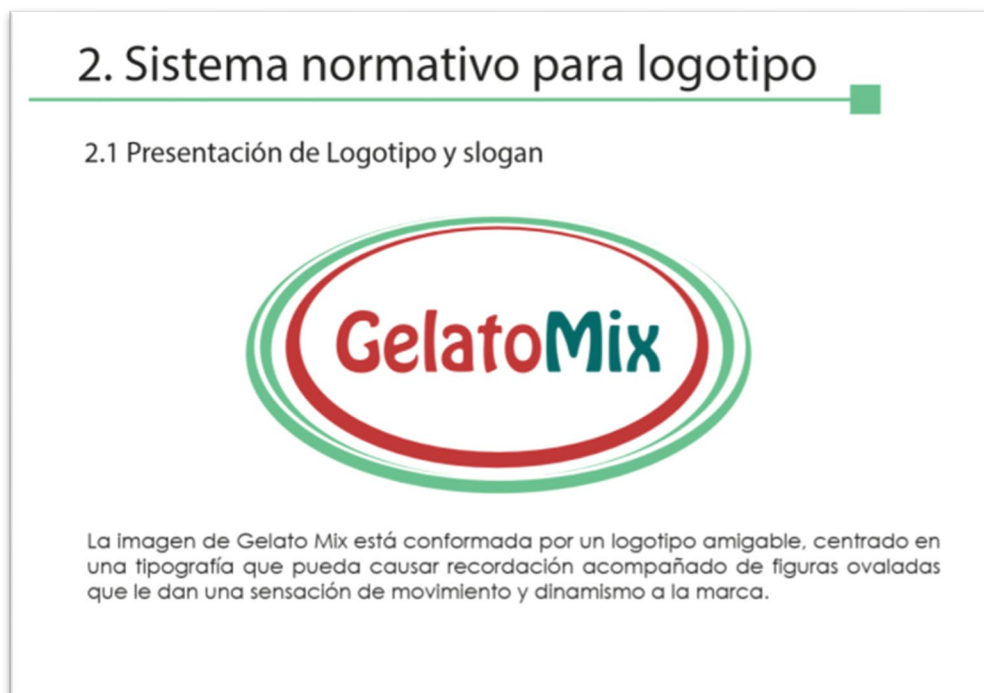 2. Sistema normativo para logotipo
2.1 Presentación de Logotipo y slogan
GelatoMix
La imagen de Gelato Mix está conformada por un logotipo amigable, centrado en
una tipografía que pueda causar recordación acompañado de figuras ovaladas
que le dan una sensación de movimiento y dinamismo a la marca.